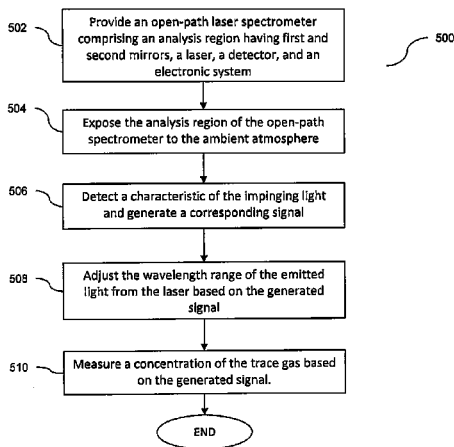 502
Provide an open-path laser spectrometer
comprising an analysis region having first and
second mirrors, a laser, a detector, and an
electronic system
500
504
Expose the analysis region of the open-path
spectrometer to the ambient atmosphere
506
Detect a characteristic of the impinging light
and generate a corresponding signal
508
Adjust the wavelength range of the emitted
light from the laser based on the generated
signal
510
Measure a concentration of the trace gas based
on the generated signal.
END